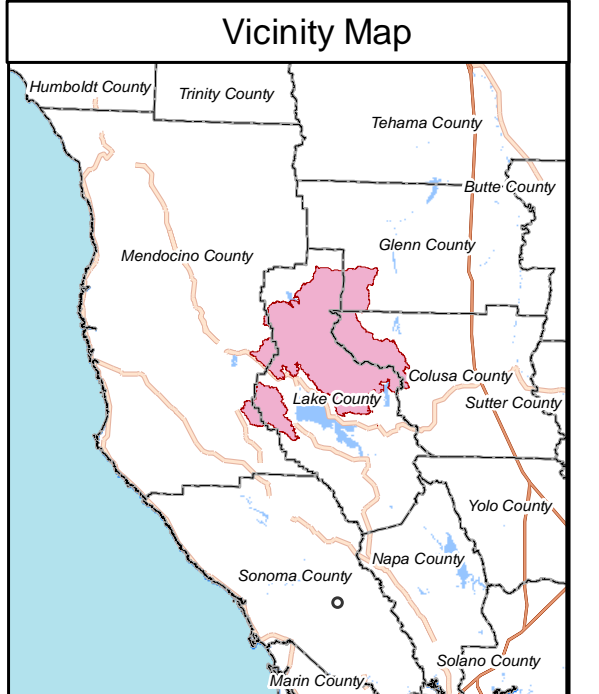 Vicinity Map
Humboldt County
Trinity County
Tehama County
Butte County
Mendocino County
Glenn County
Colusa County
Lake County
Sutter County
Yolo County
Napa County
Sonoma County
Solano County
Marin County